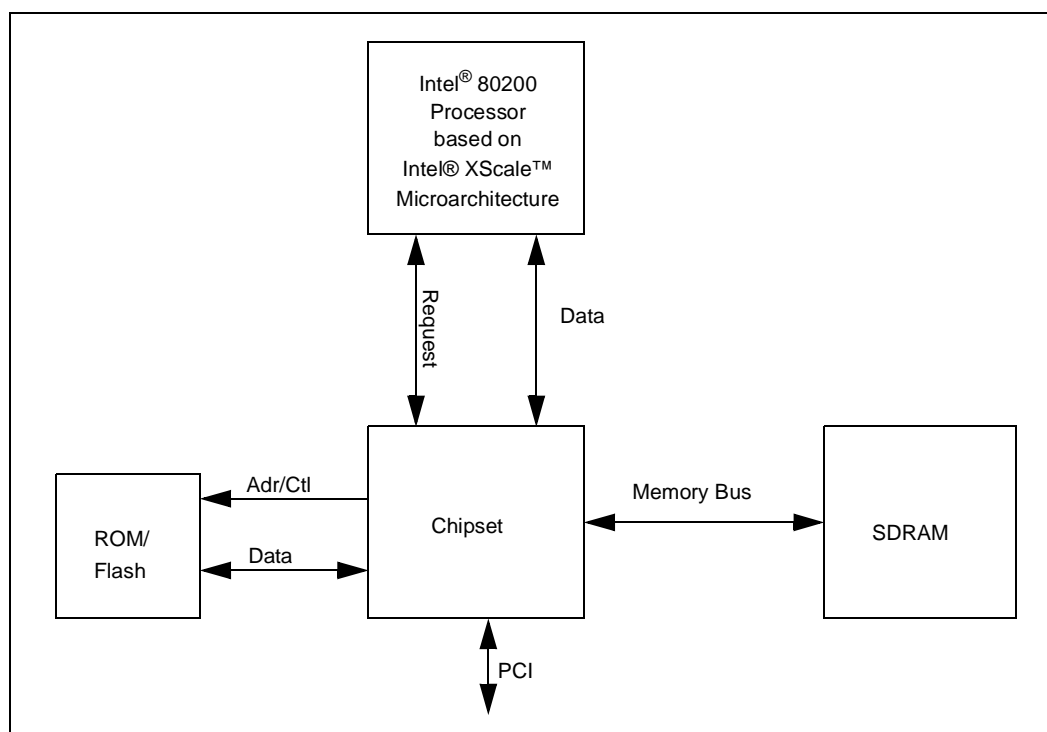 Intel® 80200
Processor
based on
Intel® XScale™
Microarchitecture
Request
Data
Adr/Ctl
Memory Bus
ROM/
Flash
Data
Chipset
SDRAM
PCI